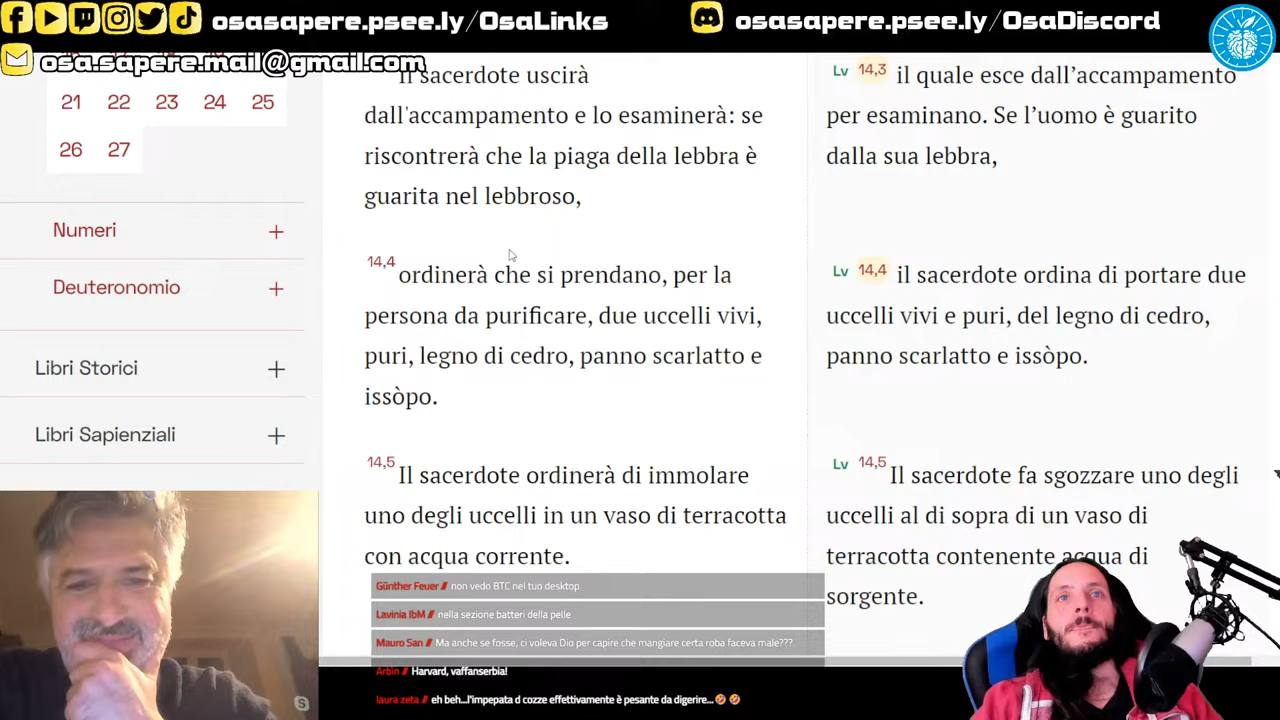 osasapere.psee.ly/OsaLinks
osasapere.psee.ly/OsaDiscord
osa.sapere.mail@gmail.com
21 22 23 24 25
26 27
Numeri +
Deuteronomio +
Libri Storici +
Libri Sapienziali +
Il sacerdote uscirà
dall'accampamento e lo esaminerà: se
riscontrerà che la piaga della lebbra è
guarita nel lebbroso,
14,4 ordinerà che si prendano, per la
persona da purificare, due uccelli vivi,
puri, legno di cedro, panno scarlatto e
issòpo.
14,5 Il sacerdote ordinerà di immolare
uno degli uccelli in un vaso di terracotta
con acqua corrente.
Lv 14,3 il quale esce dall’accampamento
per esaminano. Se l’uomo è guarito
dalla sua lebbra,
Lv 14,4 il sacerdote ordina di portare due
uccelli vivi e puri, del legno di cedro,
panno scarlatto e issòpo.
Lv 14,5 Il sacerdote fa sgozzare uno degli
uccelli al di sopra di un vaso di
terracotta contenente acqua di
sorgente.
Günther Feuer // non vedo BTC nel tuo desktop
Lavinia IbM // nella sezione batteri della pelle
Mauro San // Ma anche se fosse, ci voleva Dio per capire che mangiare certa roba faceva male???
Arbin // Harvard, vaffanserbia!
laura zeta // eh beh...l'impepata d cozze effettivamente è pesante da digerire...🤣🤣